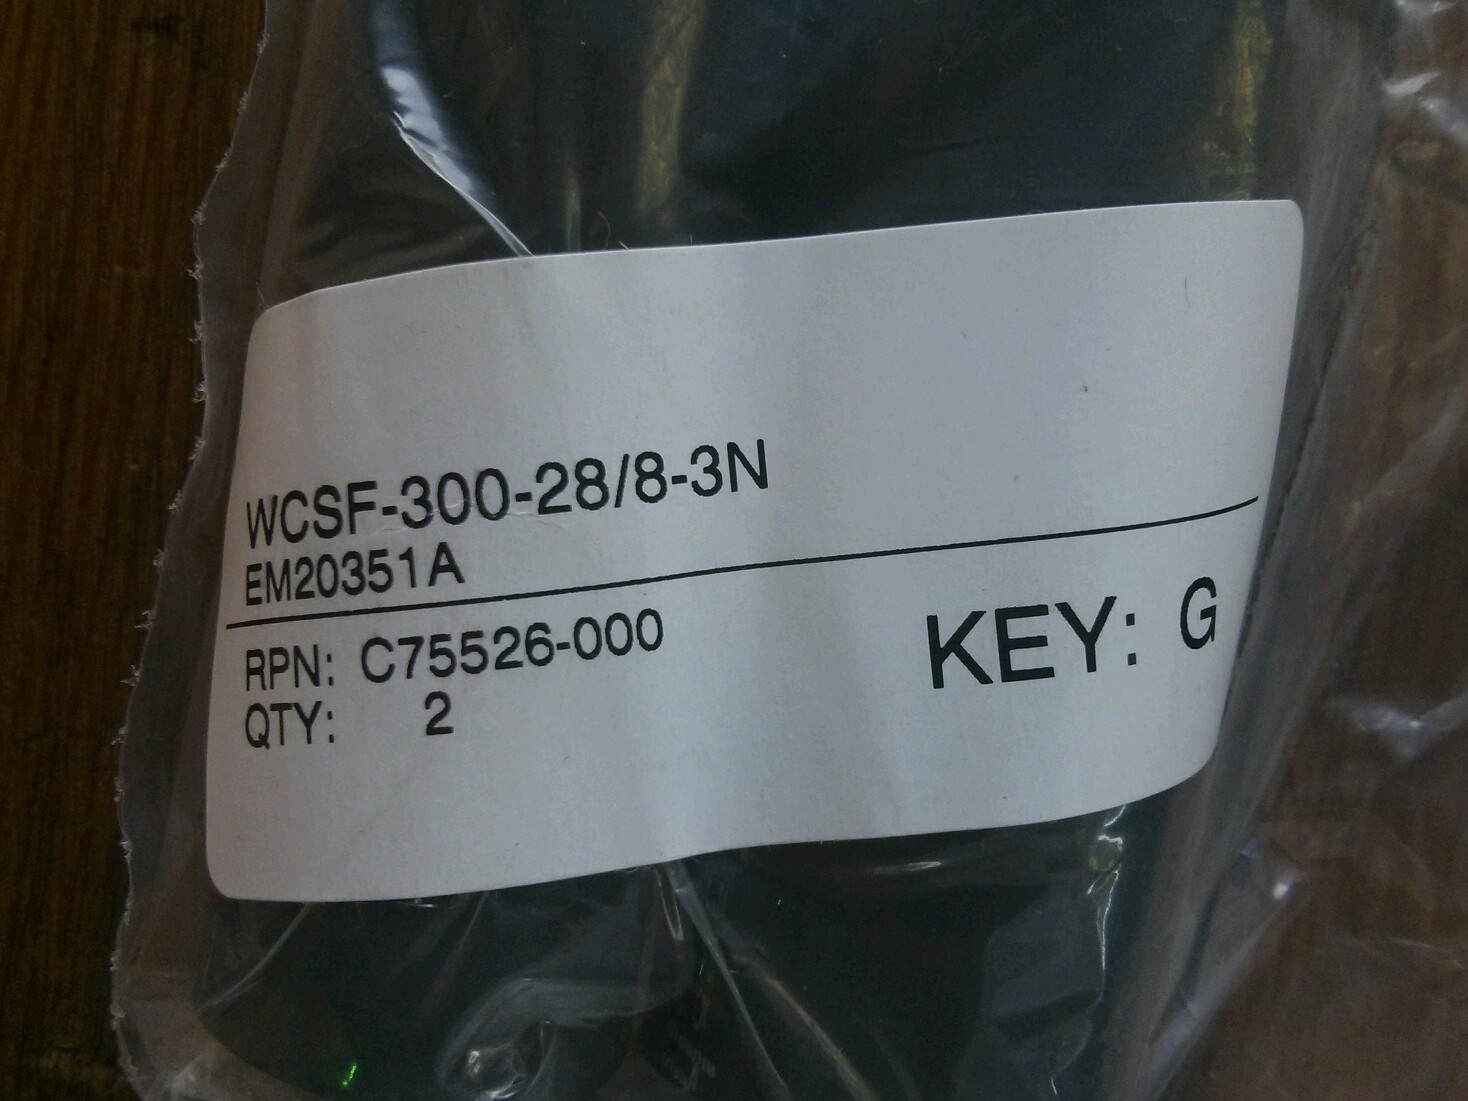 WCSF-300-28/8-3N
EM20351A
RPN: C75526-000
QTY: 2
KEY: G